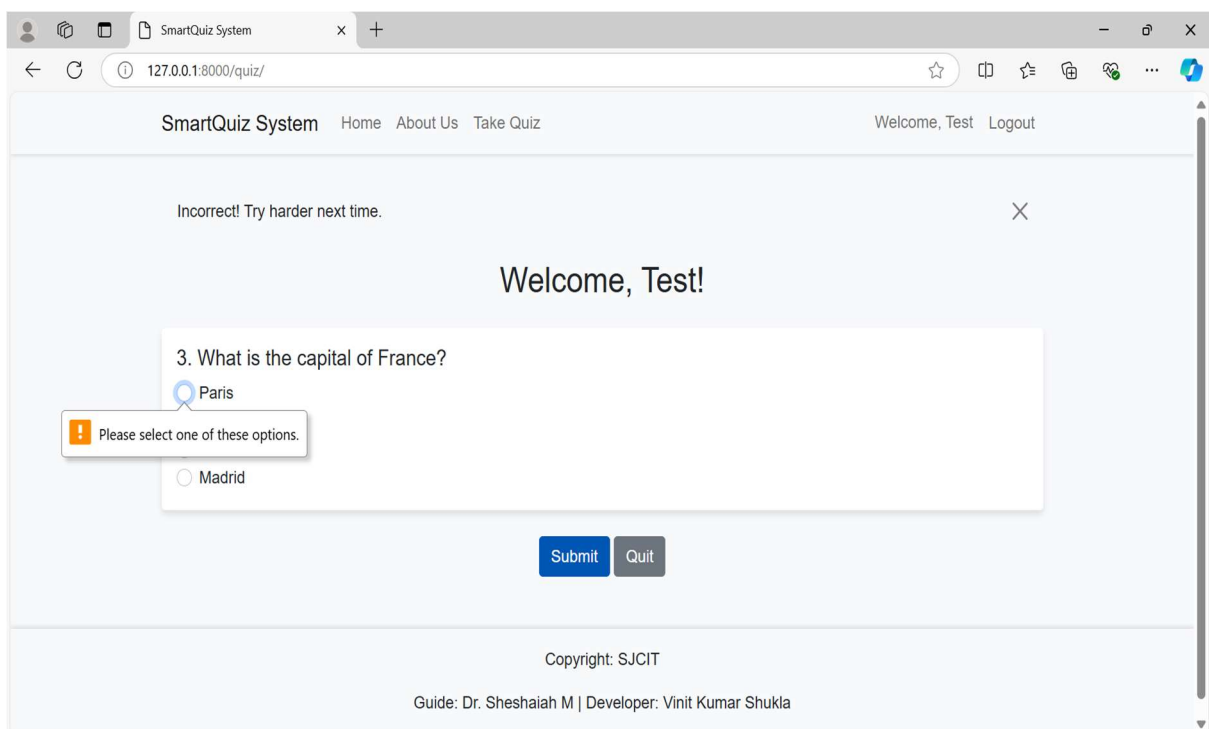 SmartQuiz System
127.0.0.1:8000/quiz/
SmartQuiz System Home About Us Take Quiz Welcome, Test Logout
Incorrect! Try harder next time.
Welcome, Test!
3. What is the capital of France?
Paris
Please select one of these options.
Madrid
Submit Quit
Copyright: SJCIT
Guide: Dr. Sheshaiah M | Developer: Vinit Kumar Shukla